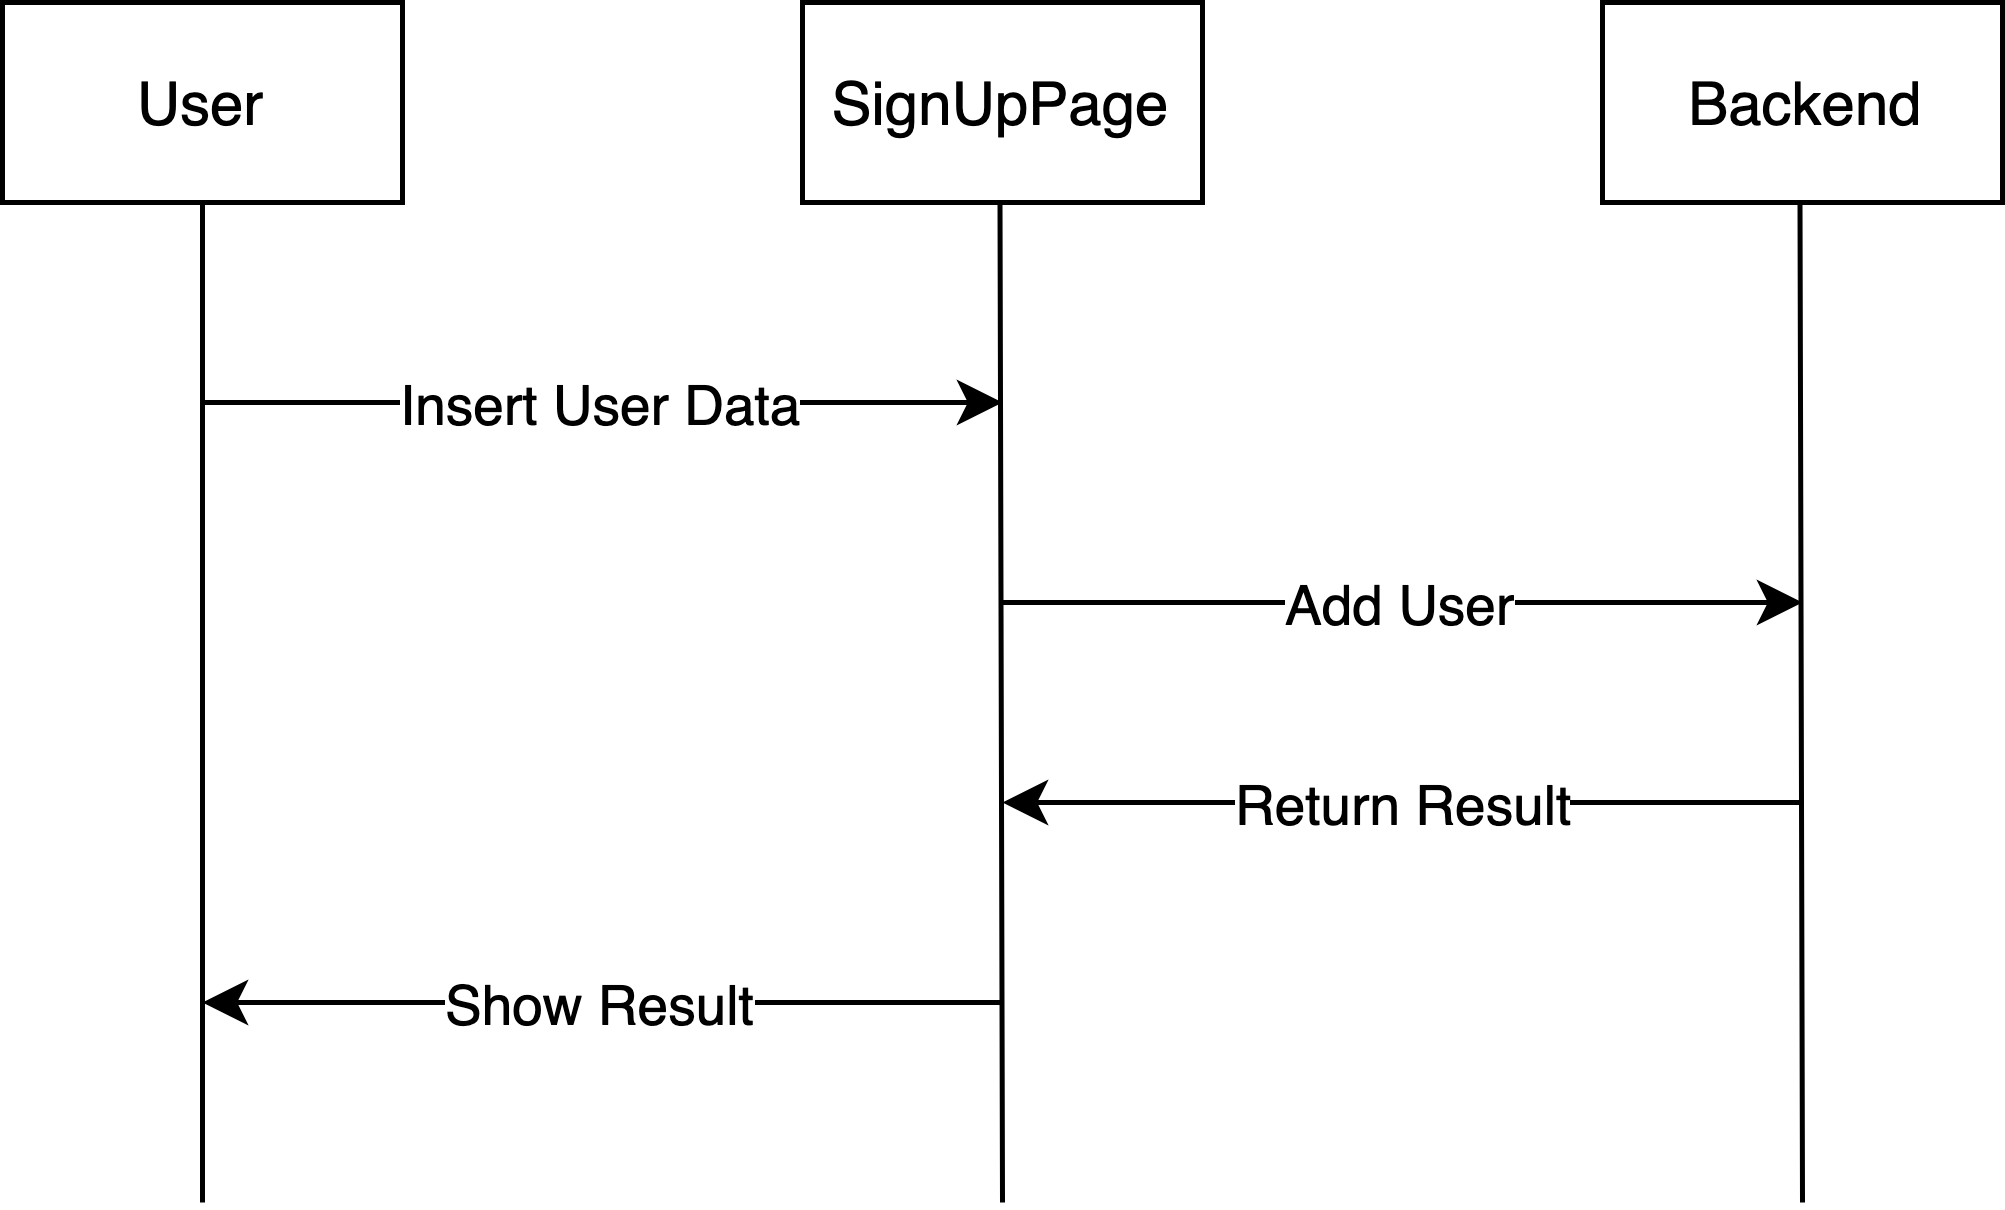 User
SignUpPage
Backend
Insert User Data
Add User
Return Result
Show Result